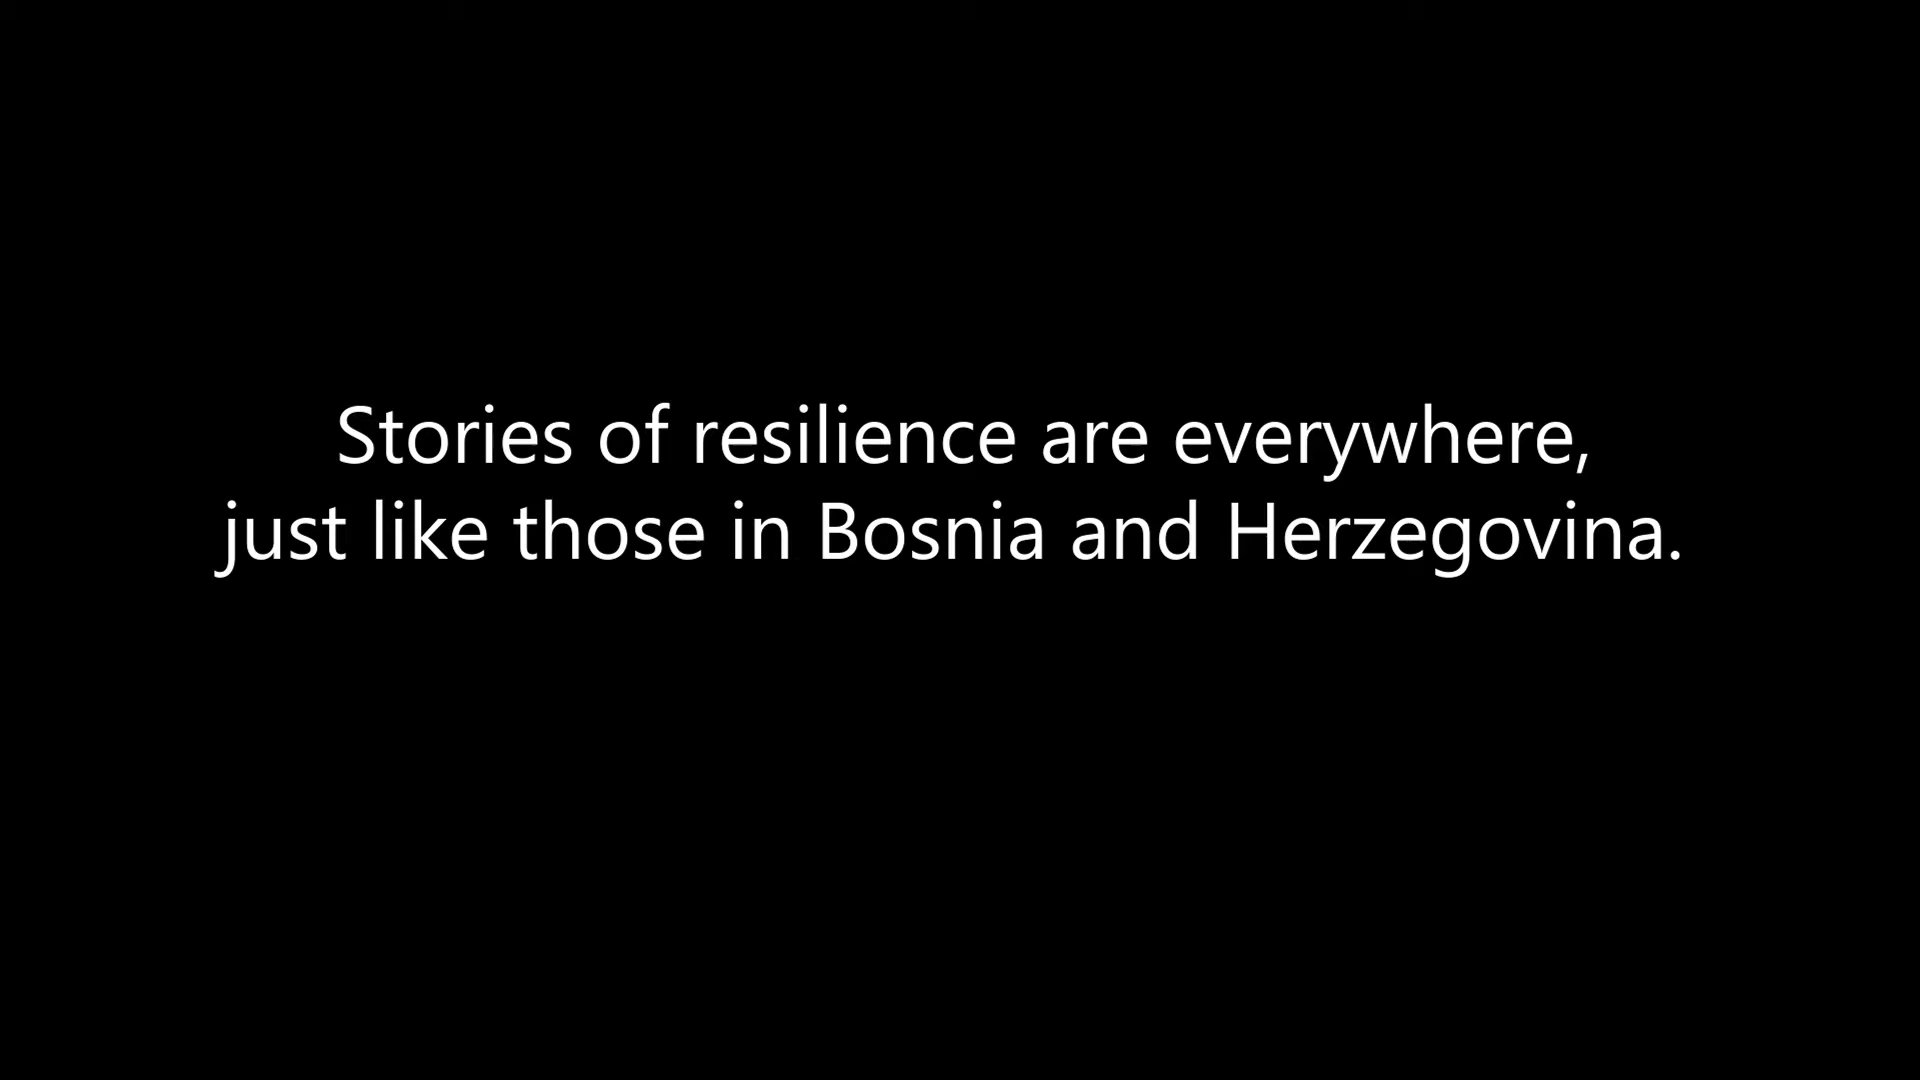 Stories of resilience are everywhere,
just like those in Bosnia and Herzegovina.